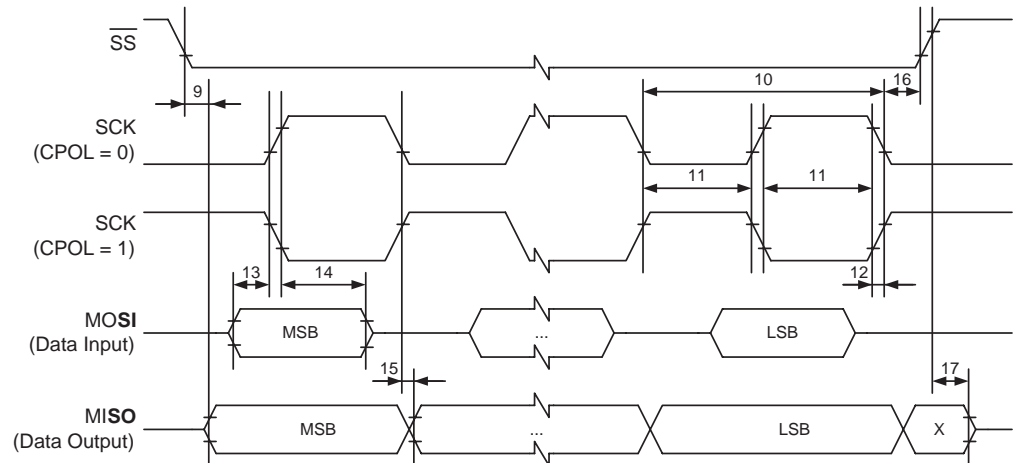 SS
10
9
16
SCK
(CPOL = 0)
11
11
SCK
(CPOL = 1)
13
14
12
MOSI
(Data Input)
MSB
...
LSB
15
17
MISO
(Data Output)
MSB
...
LSB
X